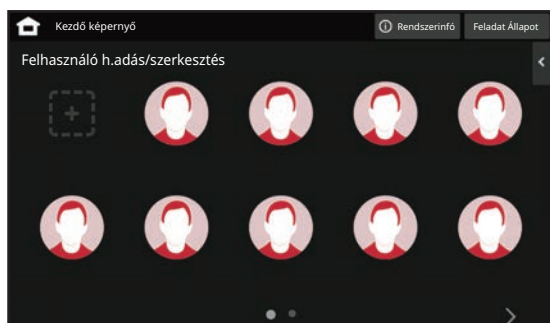 Kezdő képernyő
Rendszerinfó
Feladat Állapot
Felhasználó h.adás/szerkesztés